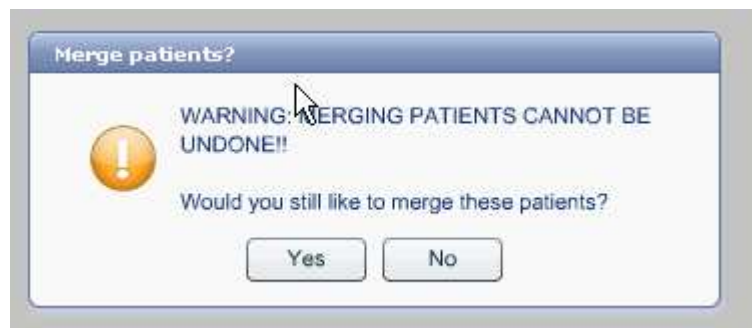 Merge patients?
WARNING: MERGING PATIENTS CANNOT BE
UNDONE!!
Would you still like to merge these patients?
Yes
No